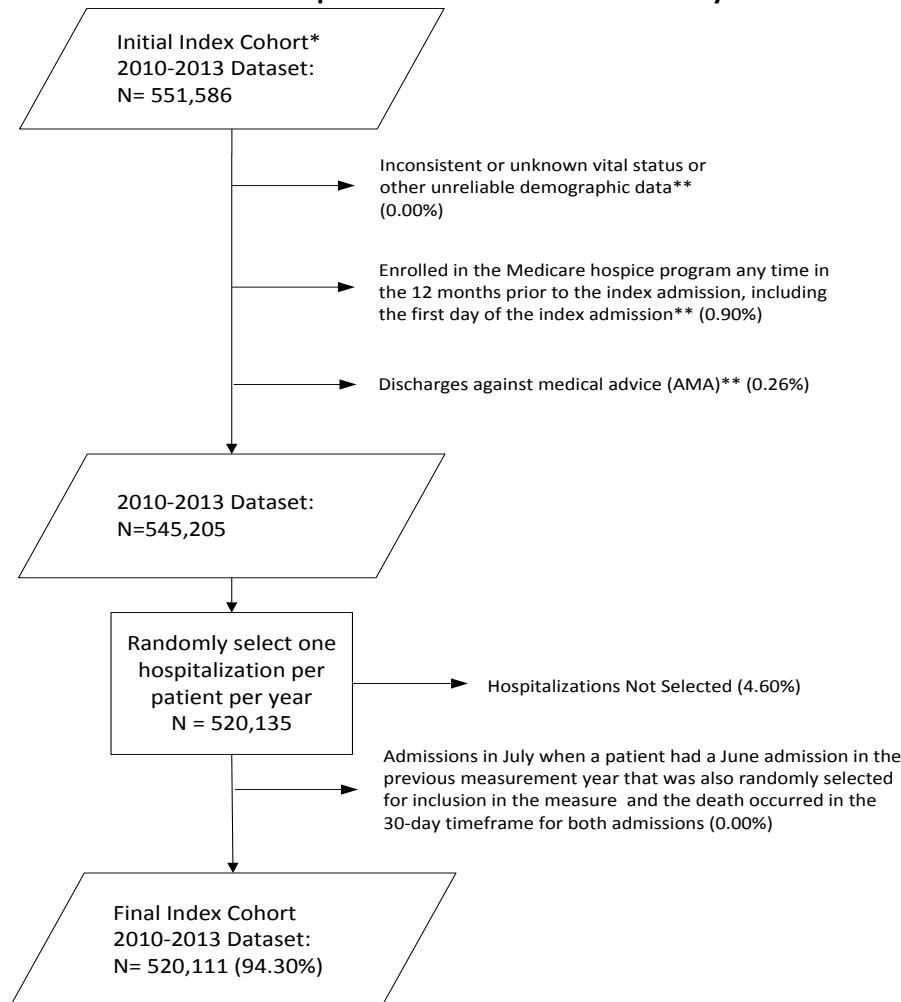 Initial Index Cohort*
2010-2013 Dataset:
N= 551,586
Inconsistent or unknown vital status or
other unreliable demographic data**
(0.00%)
Enrolled in the Medicare hospice program any time in
the 12 months prior to the index admission, including
the first day of the index admission** (0.90%)
Discharges against medical advice (AMA)** (0.26%)
2010-2013 Dataset:
N=545,205
Randomly select one
hospitalization per
patient per year
N = 520,135
Hospitalizations Not Selected (4.60%)
Admissions in July when a patient had a June admission in the
previous measurement year that was also randomly selected
for inclusion in the measure and the death occurred in the
30-day timeframe for both admissions (0.00%)
Final Index Cohort
2010-2013 Dataset:
N= 520,111 (94.30%)